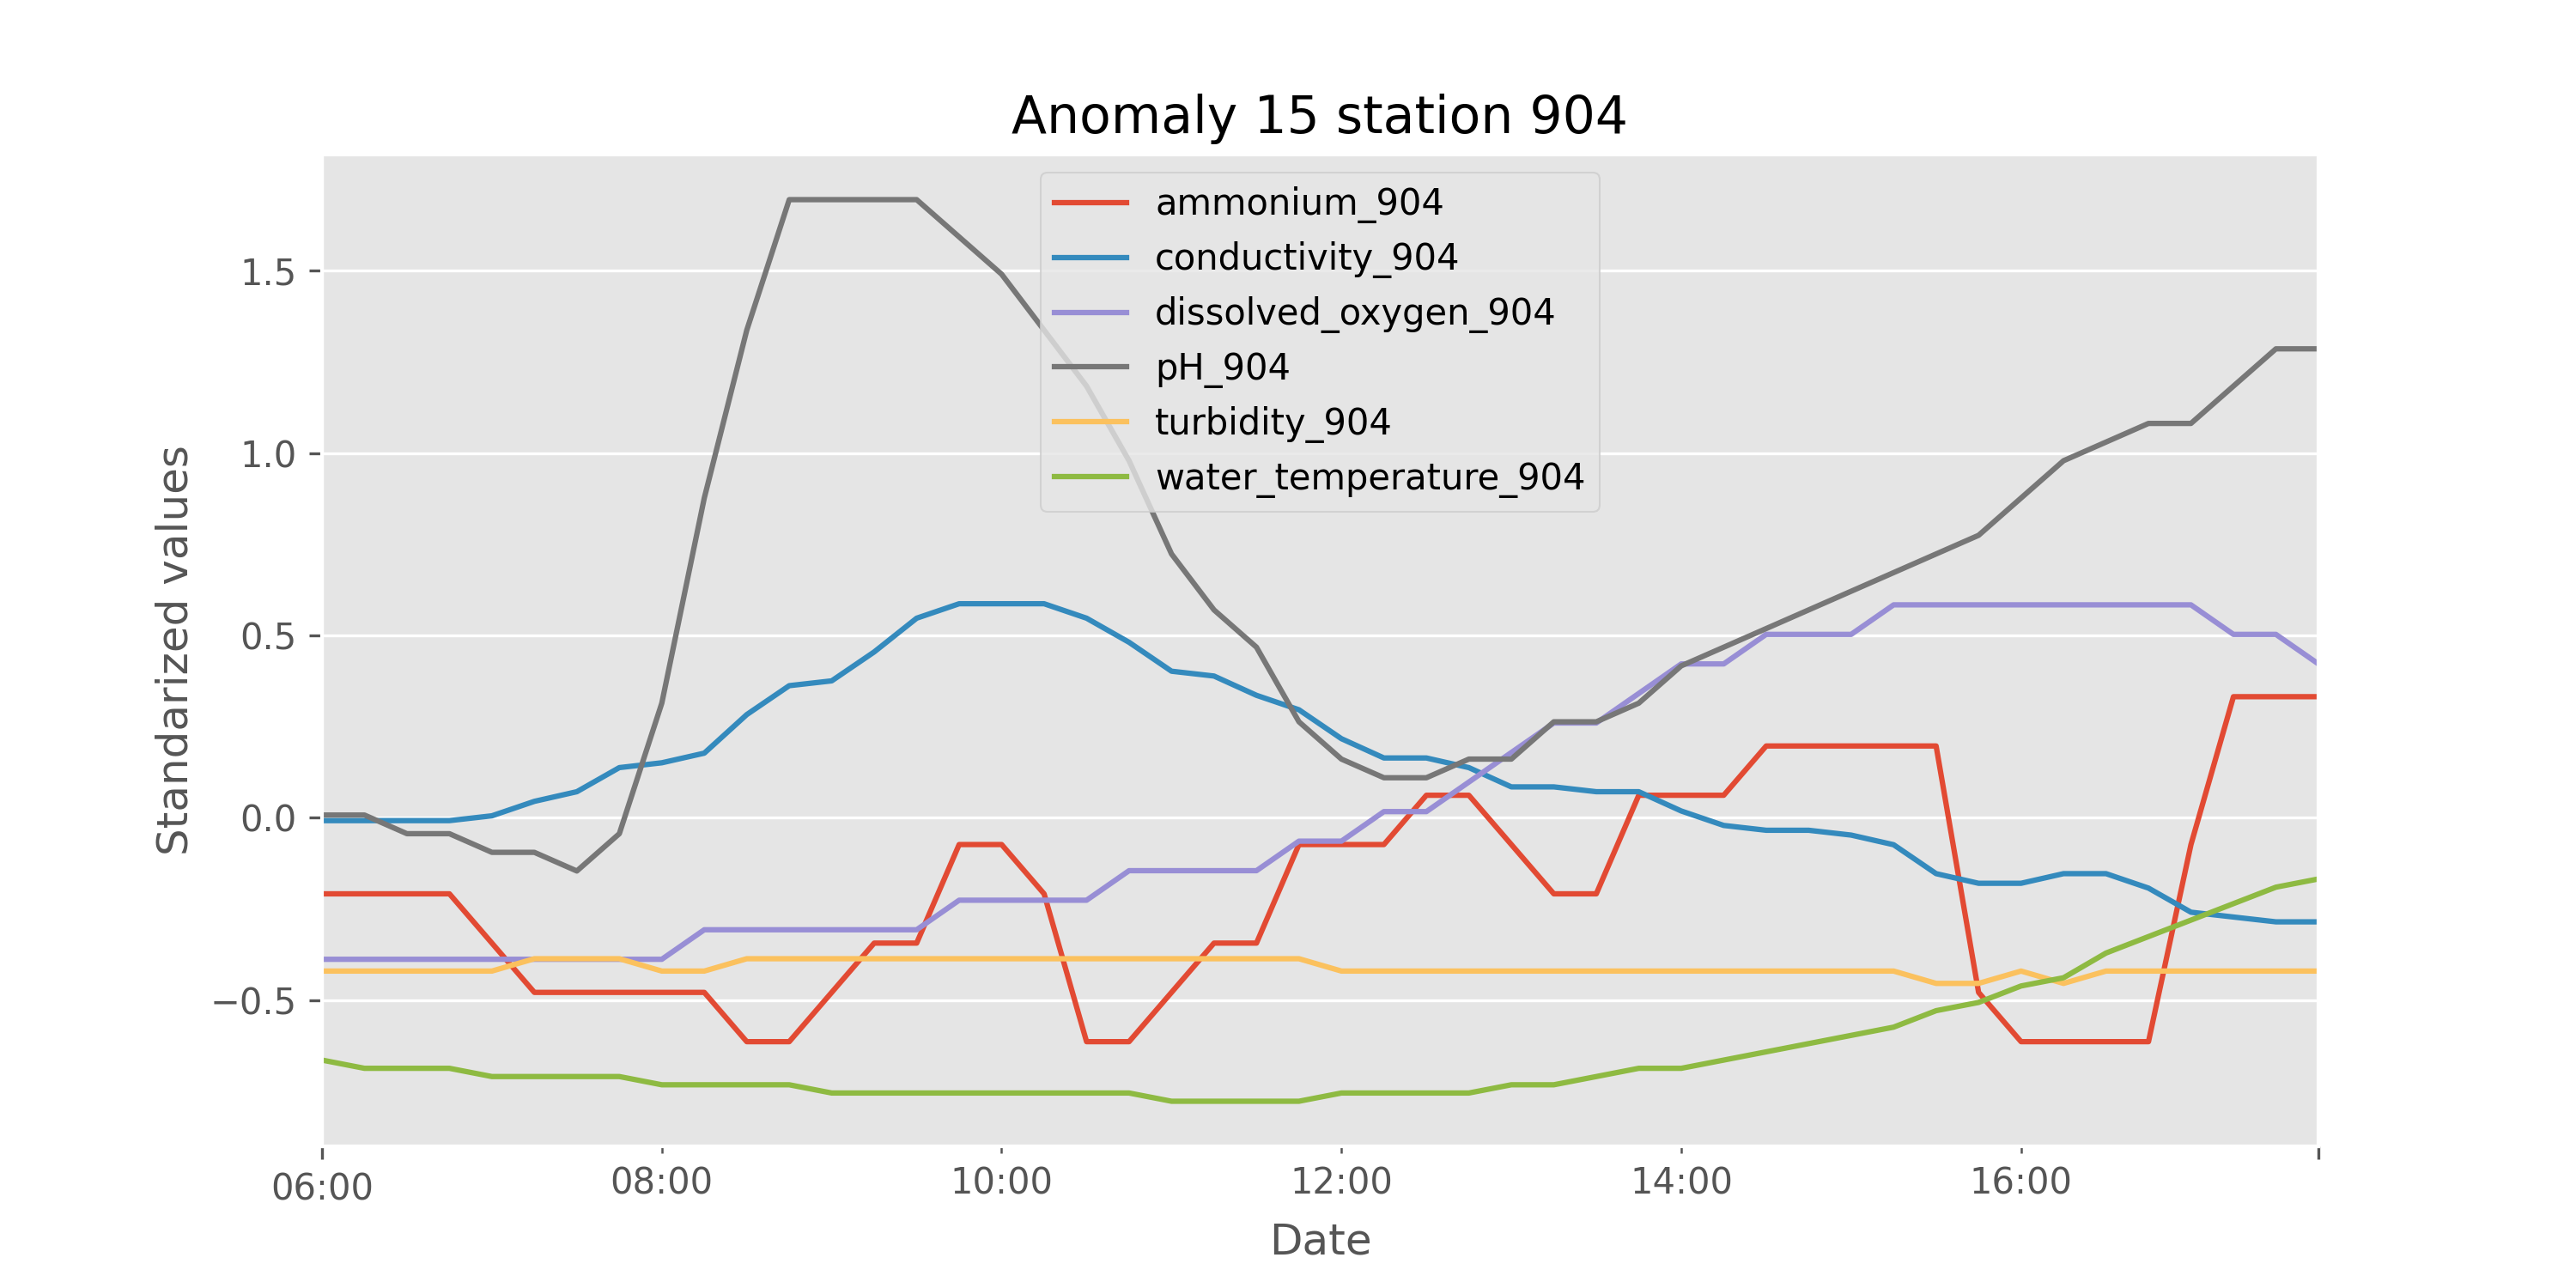 Anomaly 15 station 904
ammonium_904
conductivity_904
dissolved_oxygen_904
pH_904
turbidity_904
water_temperature_904
Standarized values
1.5
1.0
0.5
0.0
−0.5
06:00 08:00 10:00 12:00 14:00 16:00
Date